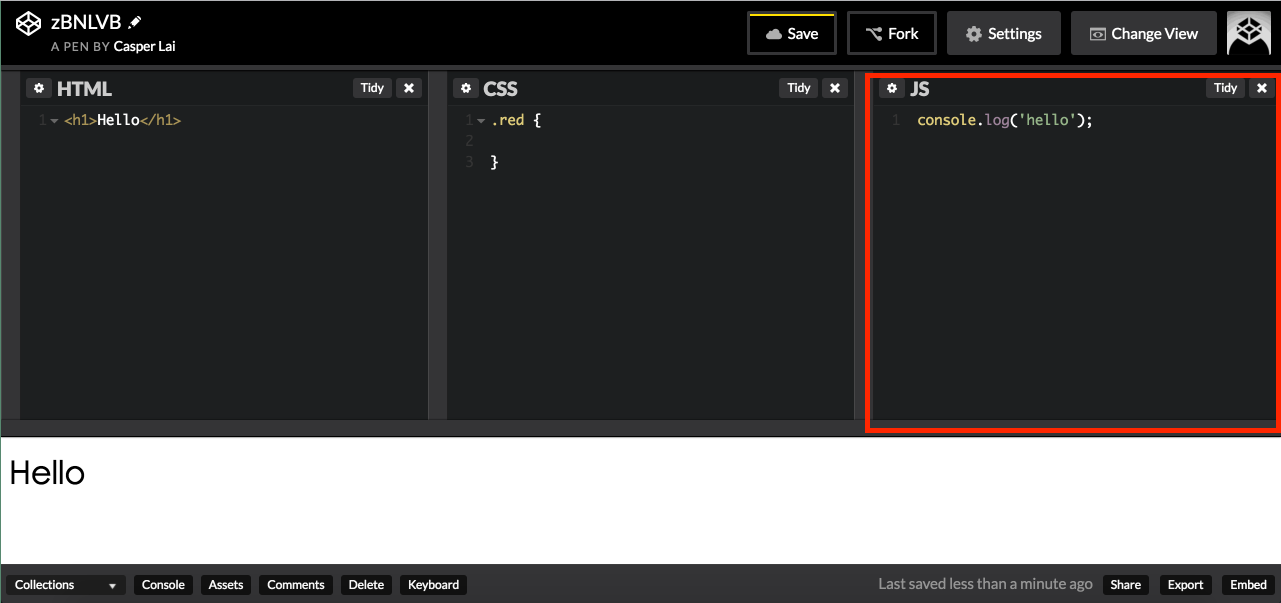 zBNLVB
A PEN BY Casper Lai
Save
Fork
Settings
Change View
HTML
Tidy
1 <h1>Hello</h1>
CSS
Tidy
1 .red {
2
3 }
JS
Tidy
1 console.log('hello');
Hello
Collections
Console
Assets
Comments
Delete
Keyboard
Last saved less than a minute ago
Share
Export
Embed